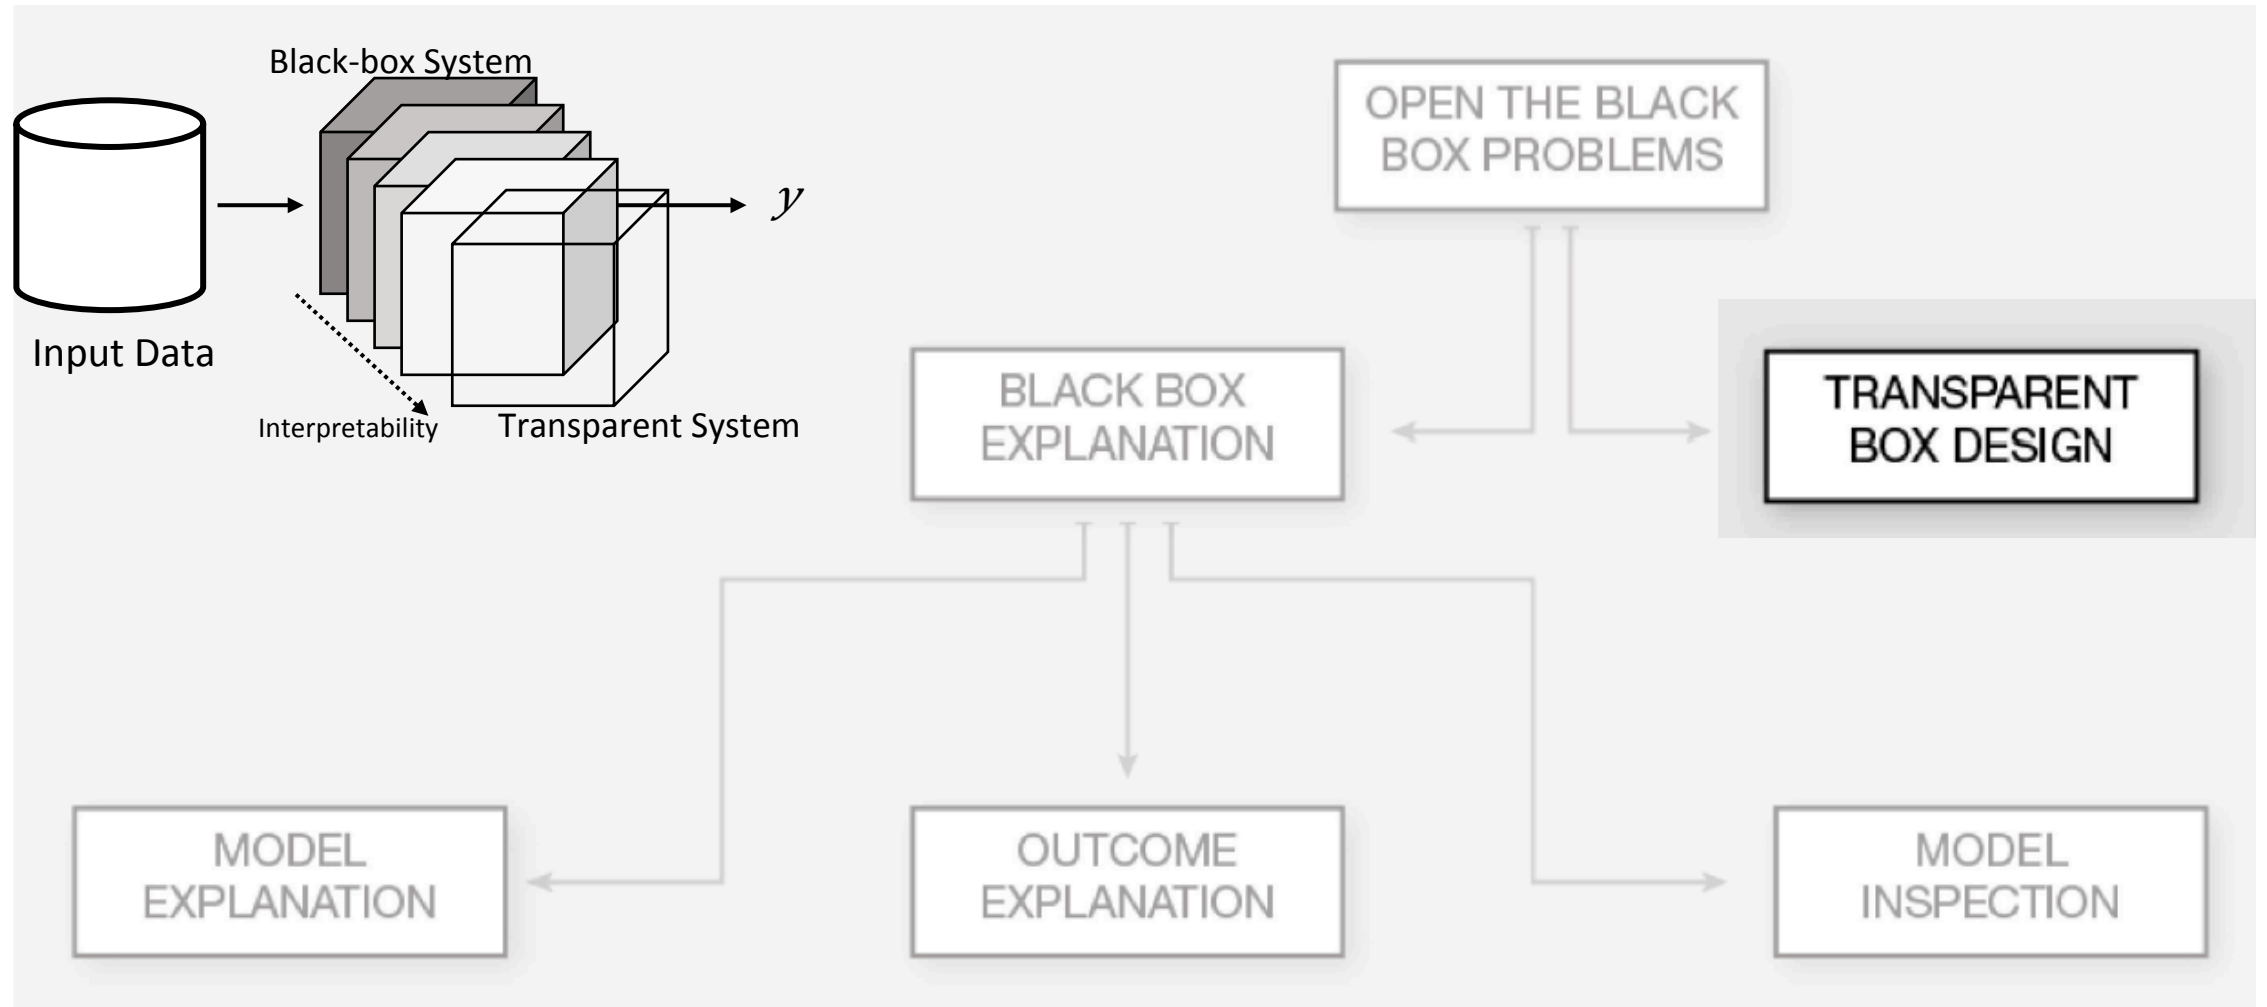 Black-box System
Input Data
y
Interpretability
Transparent System
OPEN THE BLACK
BOX PROBLEMS
BLACK BOX
EXPLANATION
TRANSPARENT
BOX DESIGN
MODEL
EXPLANATION
OUTCOME
EXPLANATION
MODEL
INSPECTION